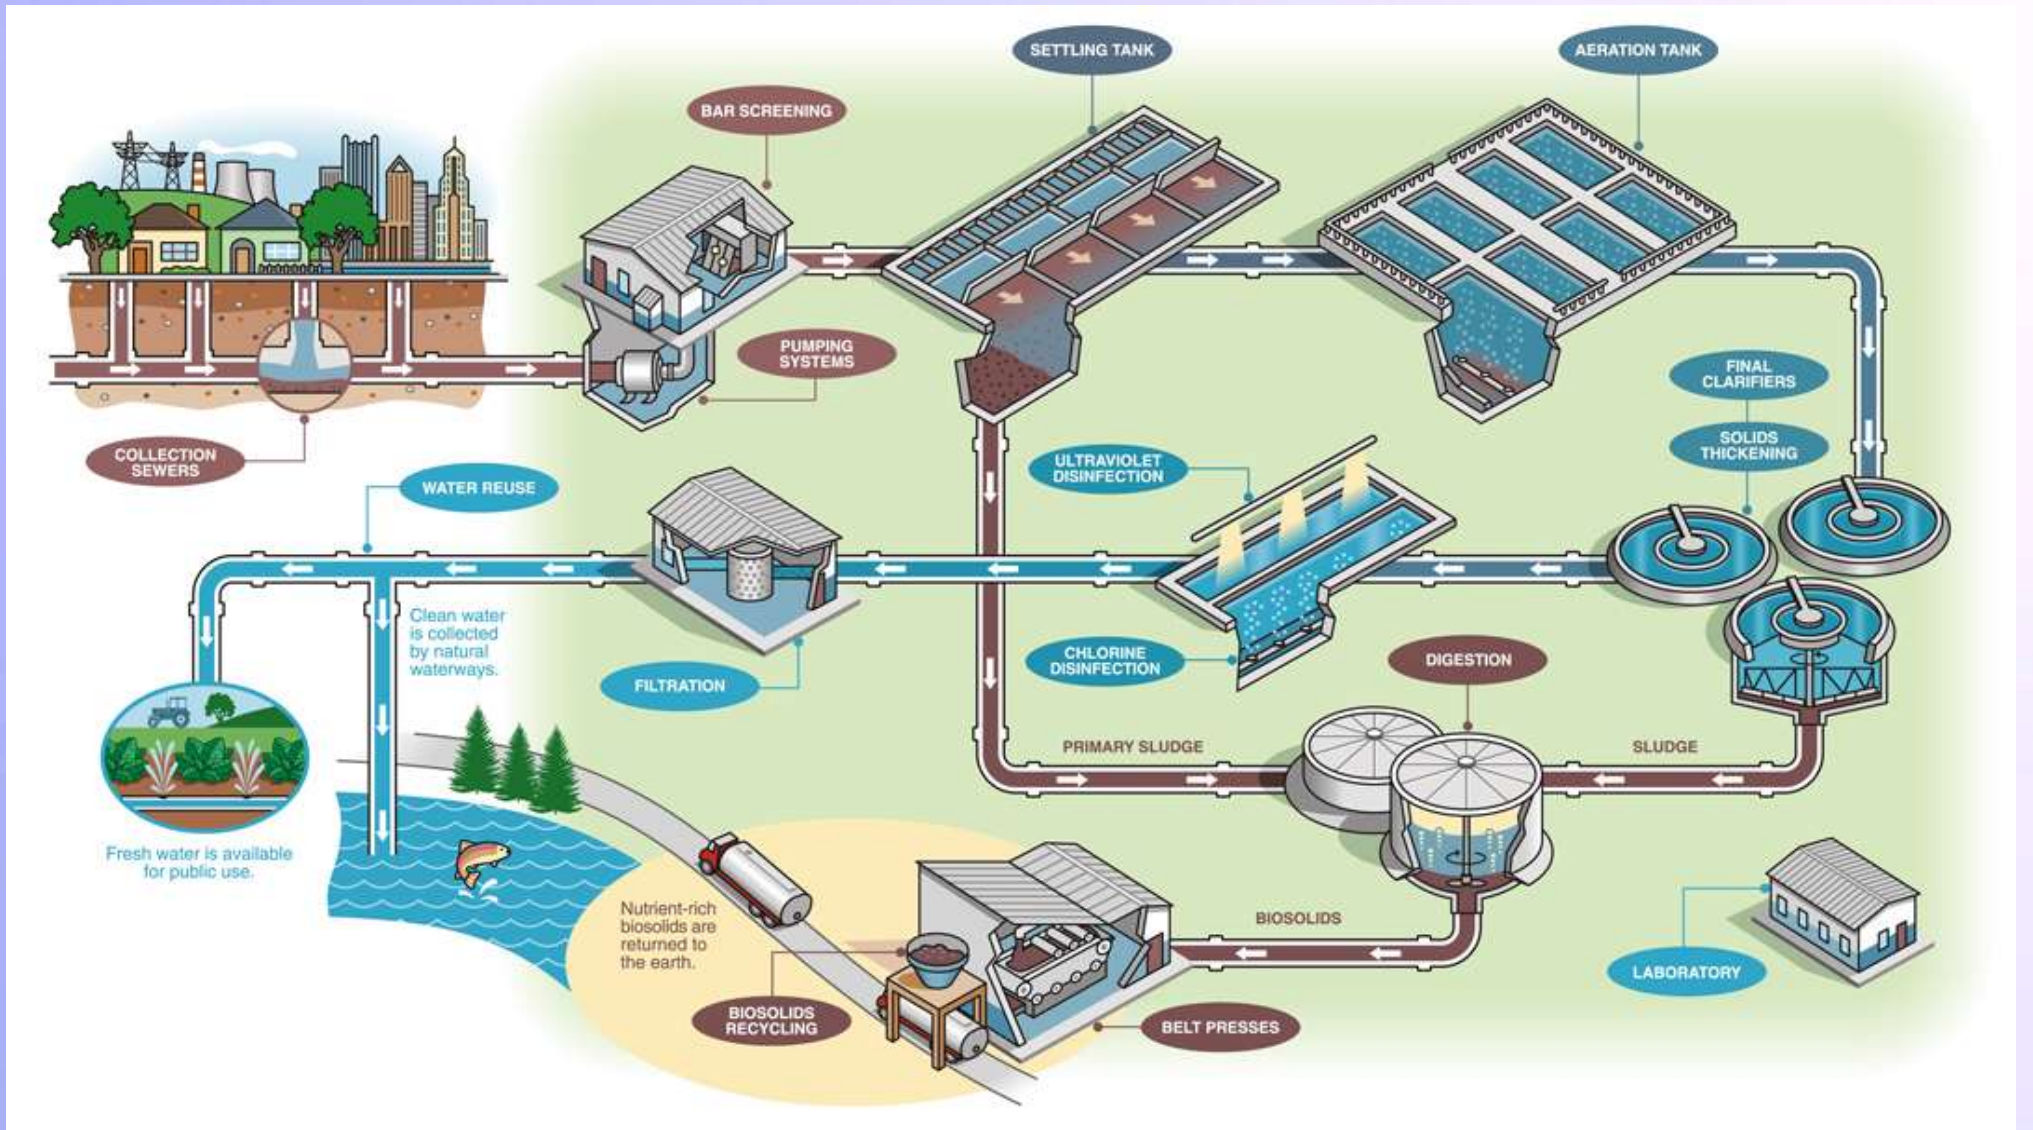 SETTLING TANK
AERATION TANK
BAR SCREENING
PUMPING
SYSTEMS
FINAL
CLARIFIERS
SOLIDS
THICKENING
COLLECTION
SEWERS
WATER REUSE
ULTRAVIOLET
DISINFECTION
Clean water
is collected
by natural
waterways.
FILTRATION
CHLORINE
DISINFECTION
DIGESTION
PRIMARY SLUDGE
SLUDGE
Fresh water is available
for public use.
Nutrient-rich
biosolids are
returned to
the earth.
BIOSOLIDS
LABORATORY
BIOSOLIDS
RECYCLING
BELT PRESSES